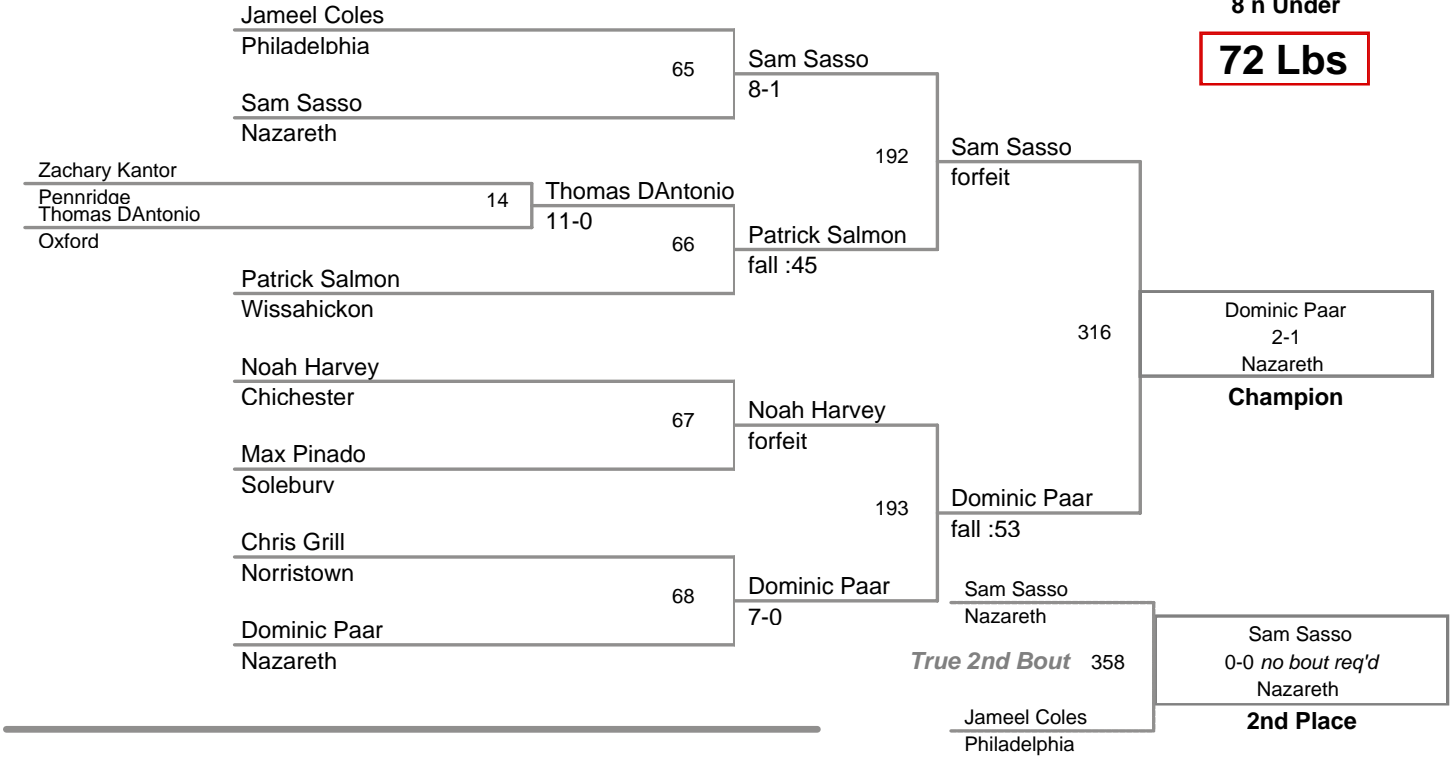 8 n Under
72 Lbs
Jameel Coles
Philadelphia
65
Sam Sasso
Nazareth
Sam Sasso
8-1
Zachary Kantor
Pennridge
Thomas DAntonio
Oxford
14
Thomas DAntonio
11-0
66
Patrick Salmon
Wissahickon
Patrick Salmon
fall :45
192
Sam Sasso
forfeit
Noah Harvey
Chichester
67
Max Pinado
Solebury
Noah Harvey
forfeit
Chris Grill
Norristown
68
Dominic Paar
Nazareth
Dominic Paar
7-0
193
Dominic Paar
fall :53
316
Dominic Paar
2-1
Nazareth
Champion
Sam Sasso
Nazareth
True 2nd Bout 358
Jameel Coles
Philadelphia
Sam Sasso
0-0 no bout req'd
Nazareth
2nd Place